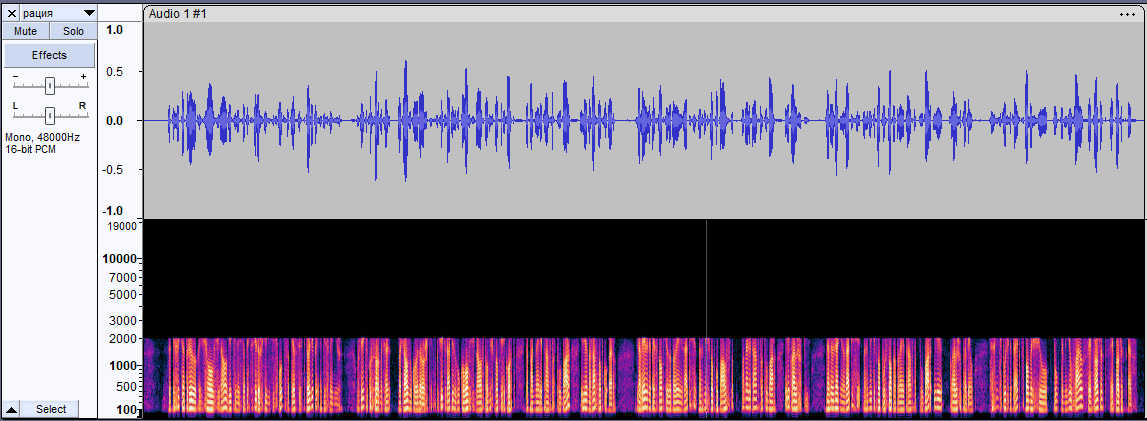 рация
Audio 1 #1
...
Mute
Solo
Effects
- +
L R
Mono, 48000Hz
16-bit PCM
Select
1.0
0.5
0.0
-0.5
-1.0
19000
10000
7000
5000
3000
2000
1000
500
100